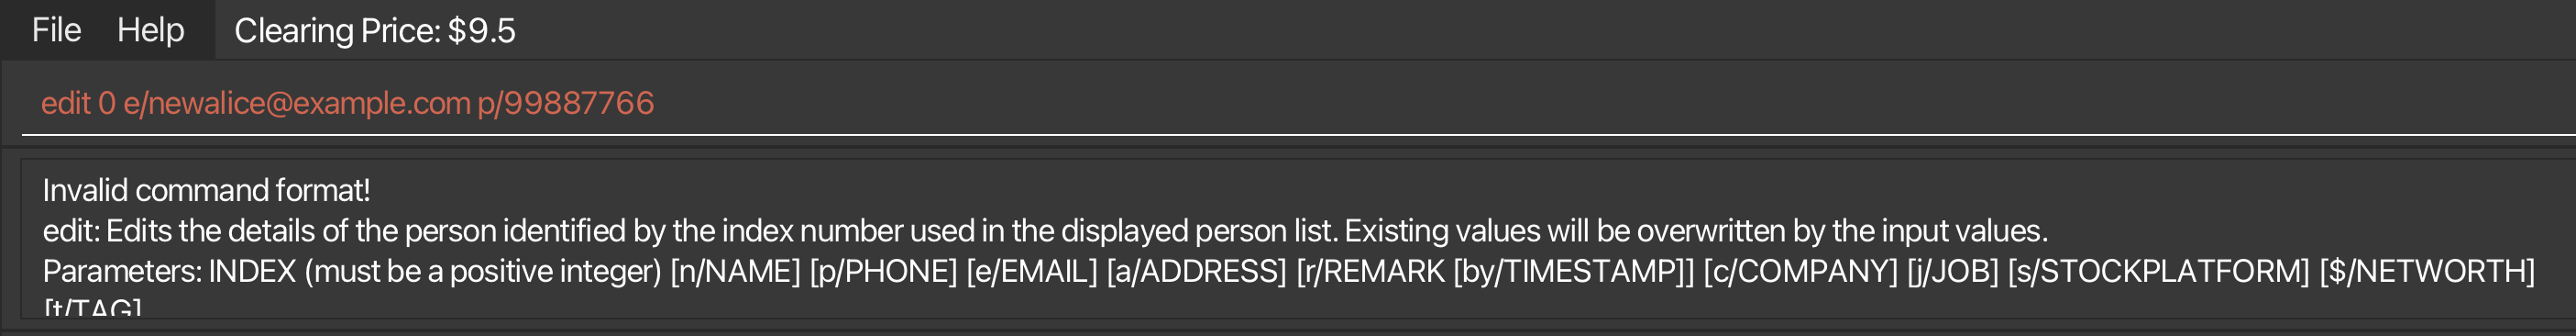 File Help Clearing Price: $9.5
edit 0 e/newalice@example.com p/99887766
Invalid command format!
edit: Edits the details of the person identified by the index number used in the displayed person list. Existing values will be overwritten by the input values.
Parameters: INDEX (must be a positive integer) [n/NAME] [p/PHONE] [e/EMAIL] [a/ADDRESS] [r/REMARK [by/TIMESTAMP]] [c/COMPANY] [j/JOB] [s/STOCKPLATFORM] [$/NETWORTH]
[t/TAG]